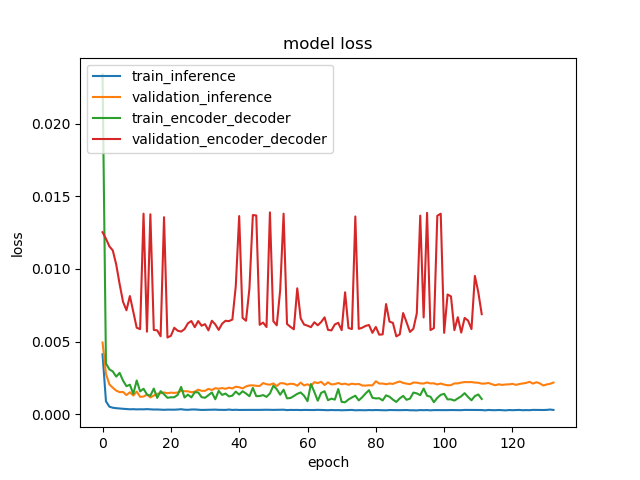 model loss
train_inference
validation_inference
train_encoder_decoder
validation_encoder_decoder
loss
0.020
0.015
0.010
0.005
0.000
0 20 40 60 80 100 120
epoch